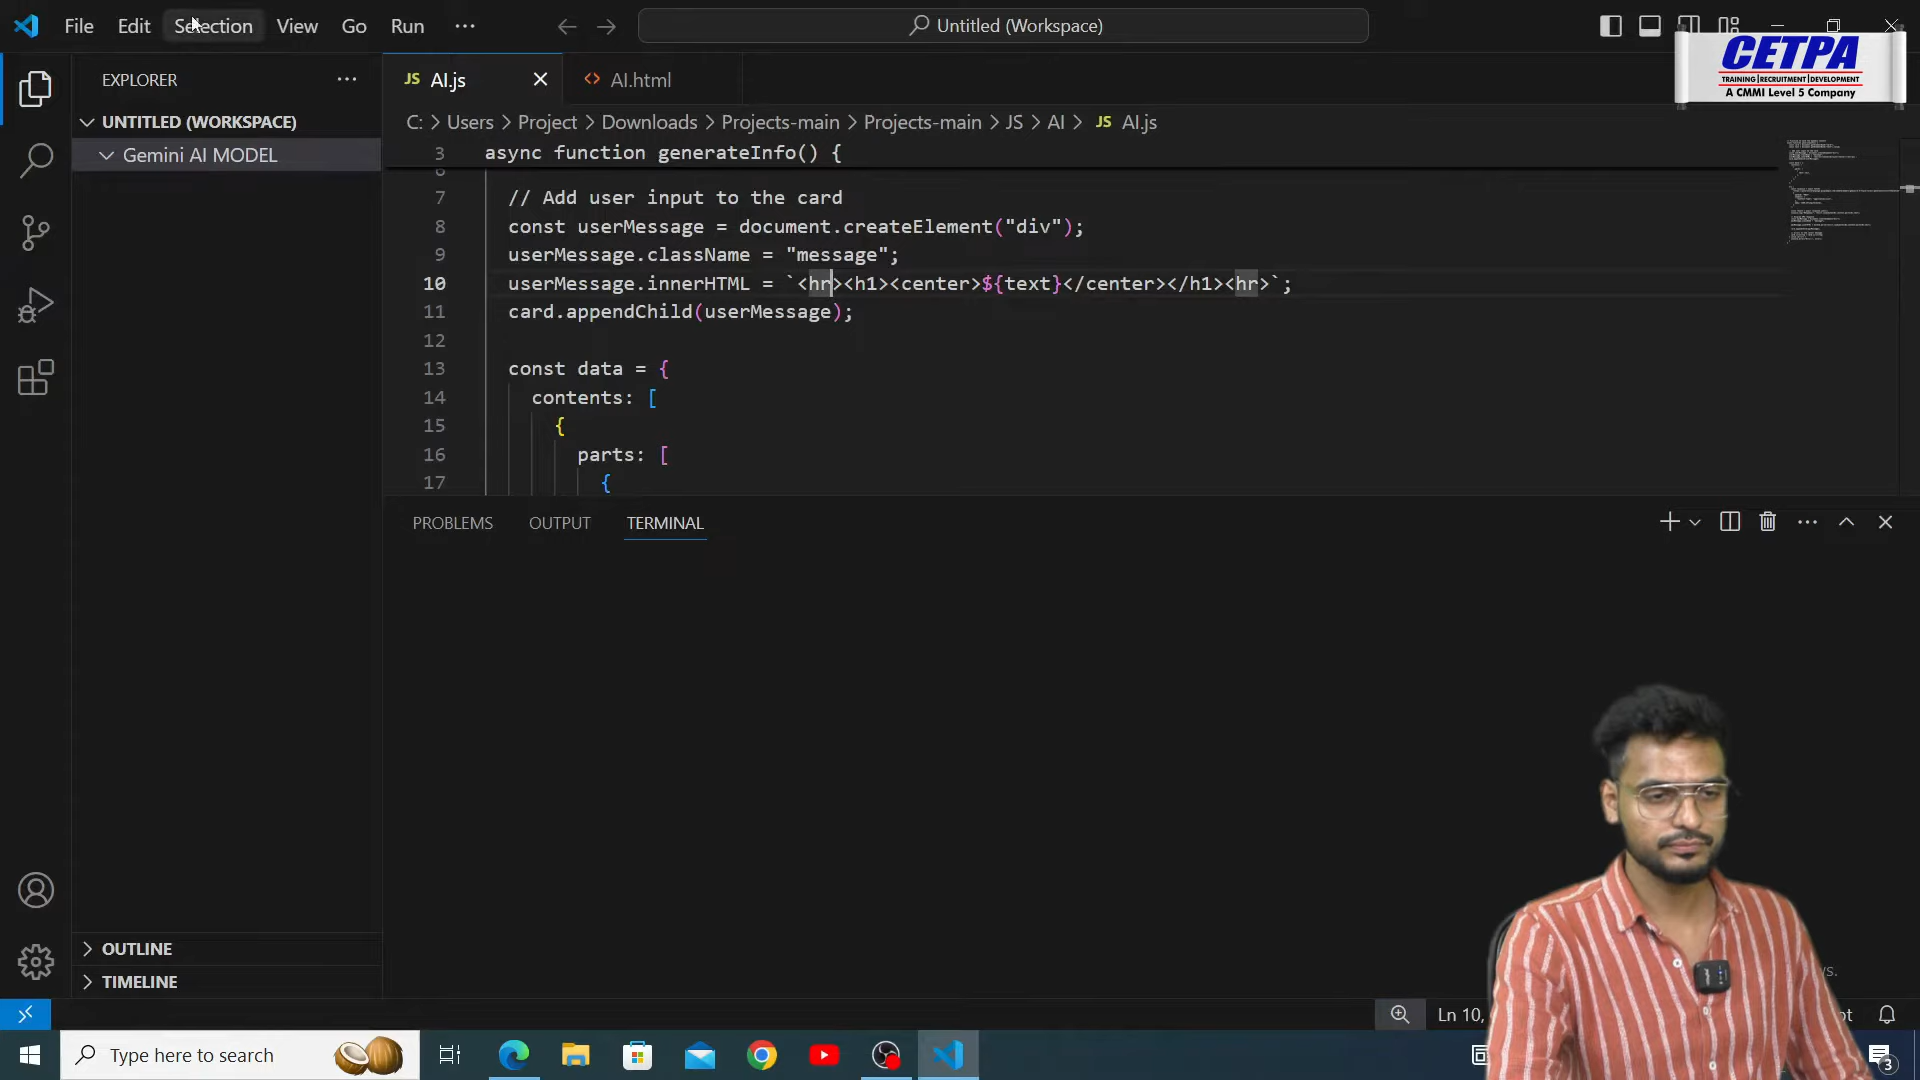 File Edit Selection View Go Run ···
Untitled (Workspace)
CETPA
TRAINING|RECRUITMENT|DEVELOPMENT
A CMMI Level 5 Company
EXPLORER ···
JS AI.js
<> AI.html
UNTITLED (WORKSPACE)
Gemini AI MODEL
C: > Users > Project > Downloads > Projects-main > Projects-main > JS > AI > JS AI.js
3 async function generateInfo() {
6
7 // Add user input to the card
8 const userMessage = document.createElement("div");
9 userMessage.className = "message";
10 userMessage.innerHTML = `<hr><h1><center>${text}</center></h1><hr>`;
11 card.appendChild(userMessage);
12
13 const data = {
14 contents: [
15 {
16 parts: [
17 {
PROBLEMS OUTPUT TERMINAL
OUTLINE
TIMELINE
Ln 10,
Type here to search
3